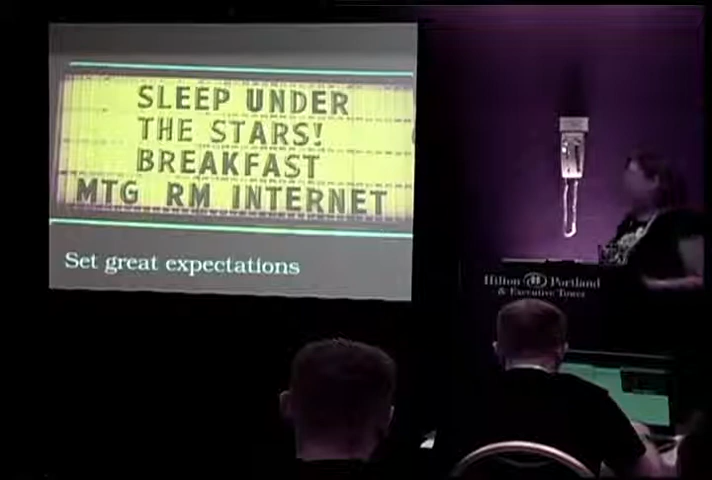 SLEEP UNDER
THE STARS!
BREAKFAST
MTG RM INTERNET
Set great expectations
Hilton Portland
& Executive Tower